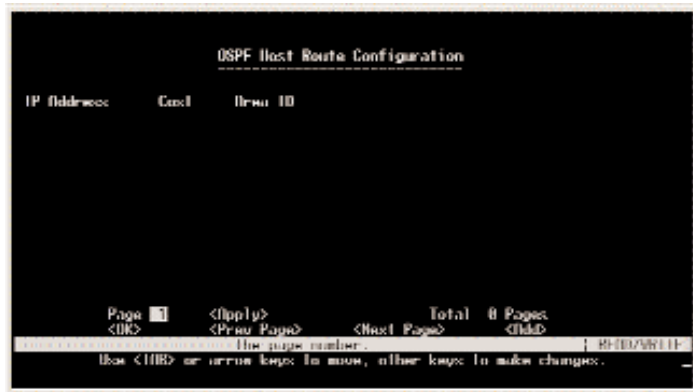 OSPF Host Route Configuration
IP Address Cost Area ID
Page 1 <Apply> Total 0 Pages
<OK> <Prev Page> <Next Page> <Add>
The page number. READ/WRITE
Use <TAB> or arrow keys to move, other keys to make changes.